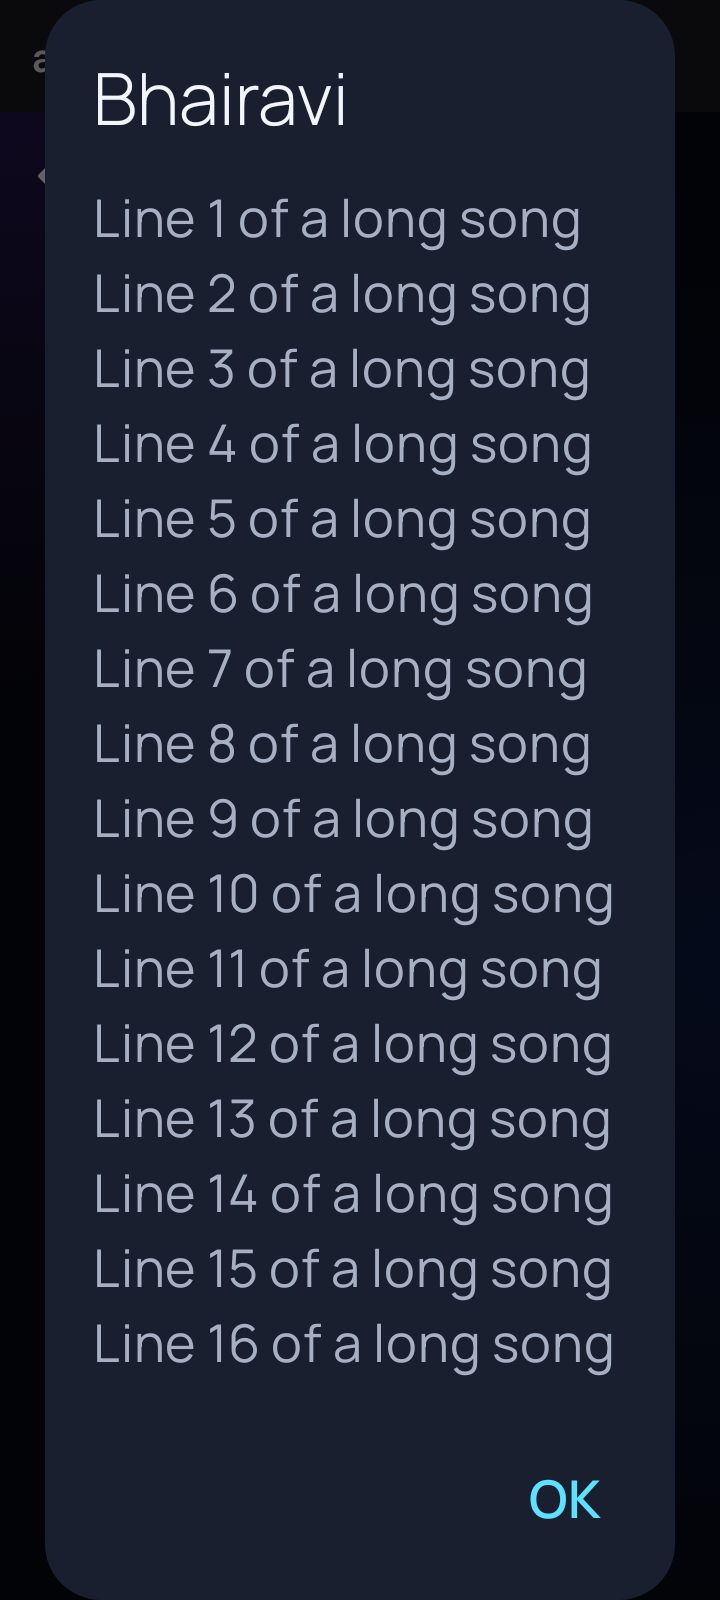 Bhairavi
Line 1 of a long song
Line 2 of a long song
Line 3 of a long song
Line 4 of a long song
Line 5 of a long song
Line 6 of a long song
Line 7 of a long song
Line 8 of a long song
Line 9 of a long song
Line 10 of a long song
Line 11 of a long song
Line 12 of a long song
Line 13 of a long song
Line 14 of a long song
Line 15 of a long song
Line 16 of a long song
OK